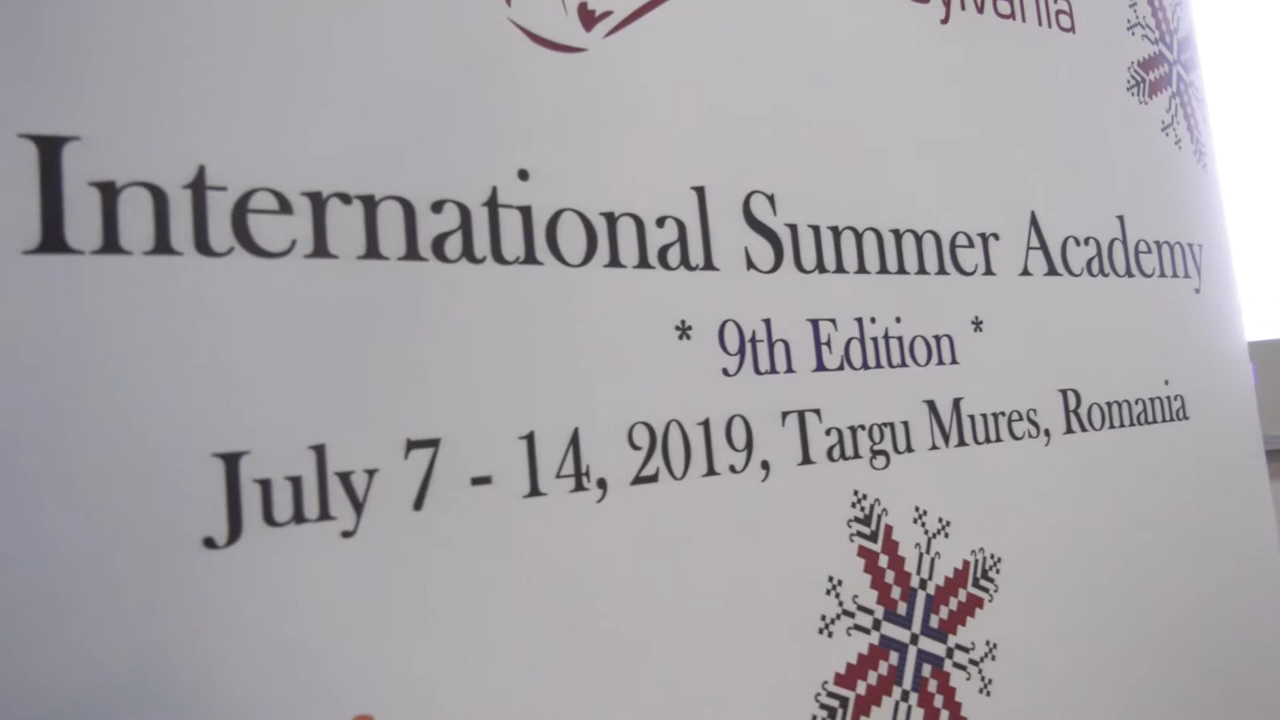 International Summer Academy
* 9th Edition *
July 7 - 14, 2019, Targu Mures, Romania